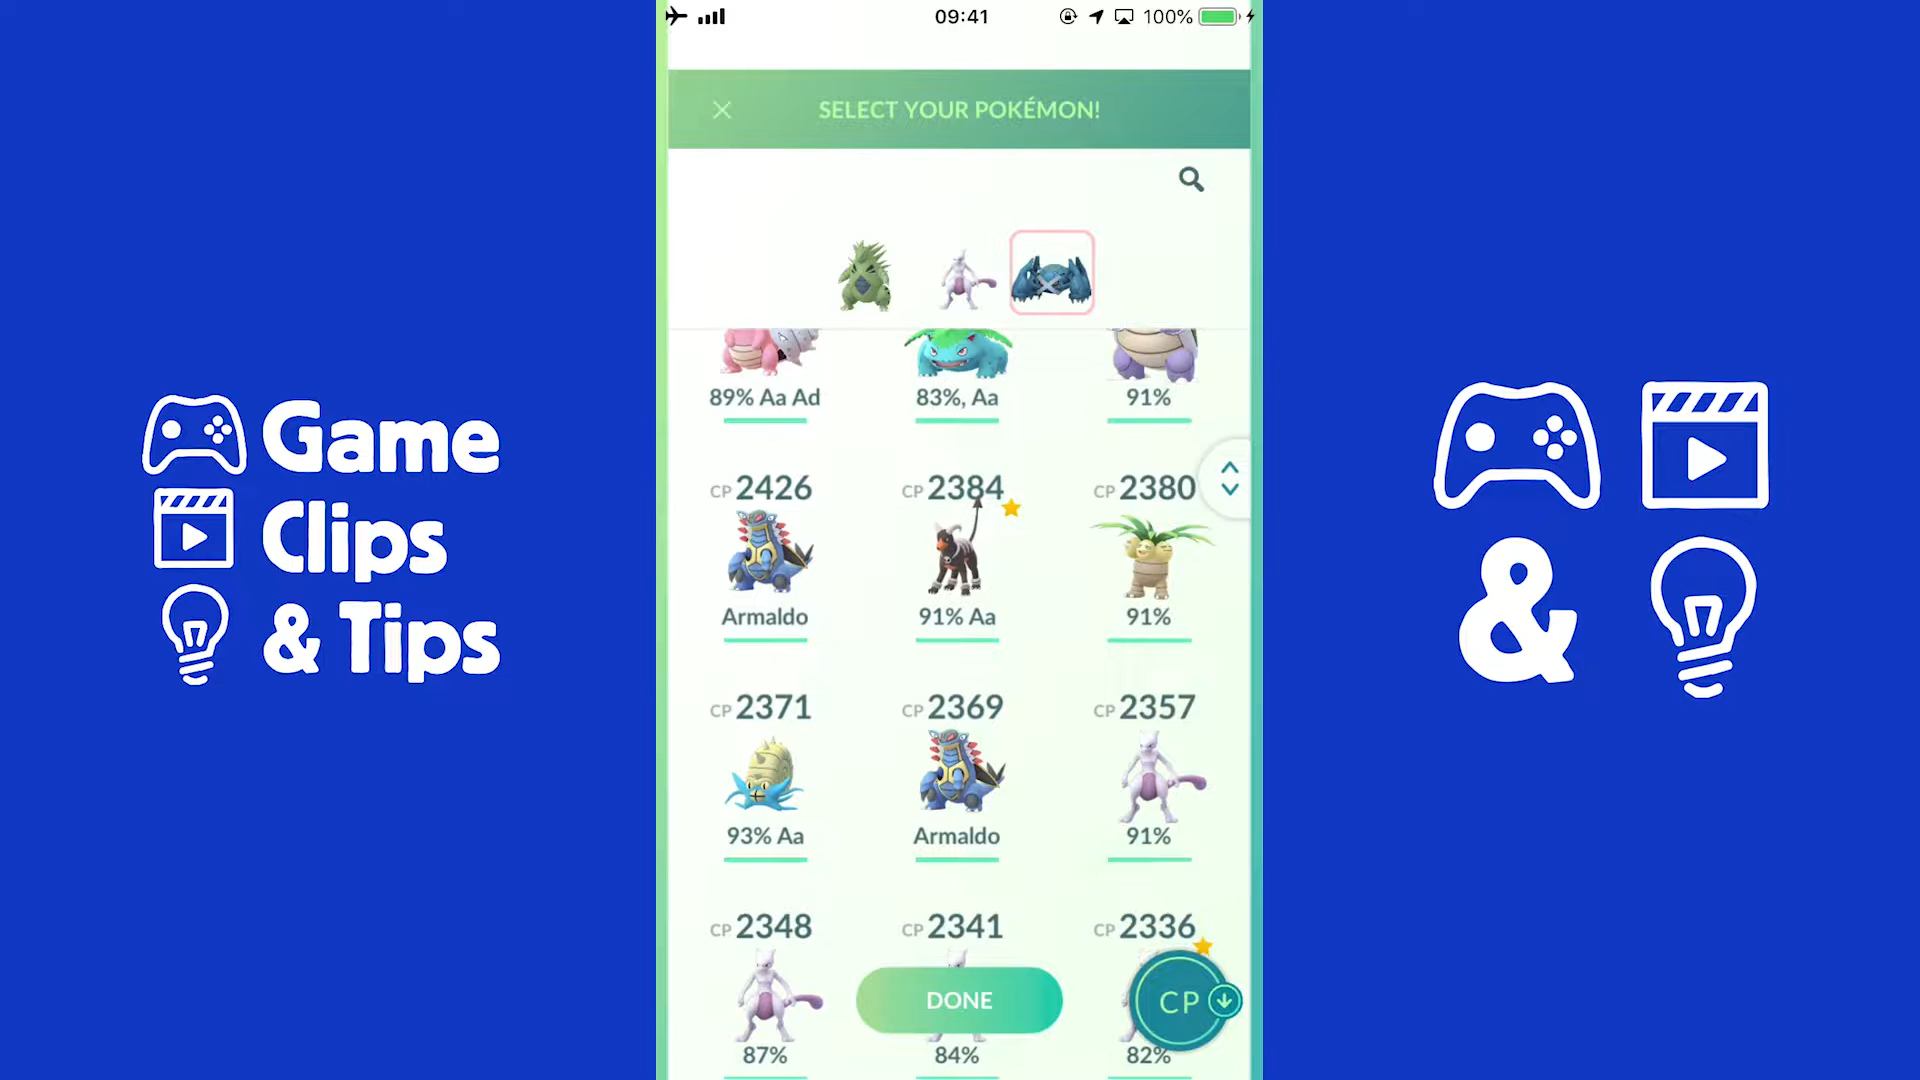 09:41
100%
SELECT YOUR POKÉMON!
89% Aa Ad
83%, Aa
91%
CP 2426
CP 2384
CP 2380
Armaldo
91% Aa
91%
CP 2371
CP 2369
CP 2357
93% Aa
Armaldo
91%
CP 2348
CP 2341
CP 2336
DONE
CP
87%
84%
82%
Game
Clips
& Tips
&